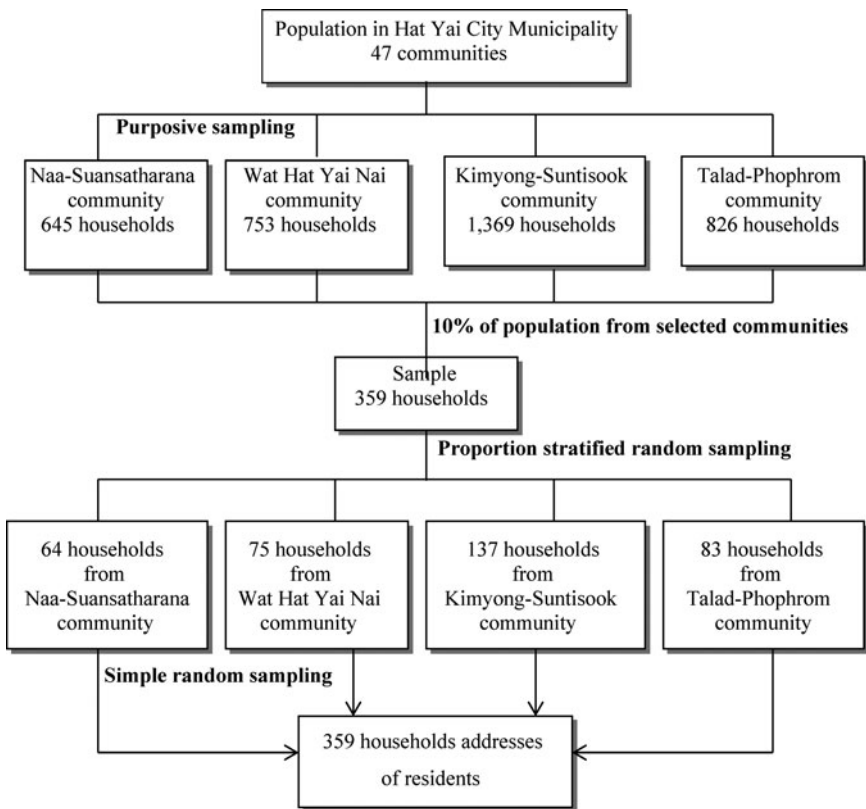 Population in Hat Yai City Municipality
47 communities
Purposive sampling
Naa-Suansatharana
community
645 households
Wat Hat Yai Nai
community
753 households
Kimyong-Suntisook
community
1,369 households
Talad-Phophrom
community
826 households
10% of population from selected communities
Sample
359 households
Proportion stratified random sampling
64 households
from
Naa-Suansatharana
community
75 households
from
Wat Hat Yai Nai
community
137 households
from
Kimyong-Suntisook
community
83 households
from
Talad-Phophrom
community
Simple random sampling
359 households addresses
of residents